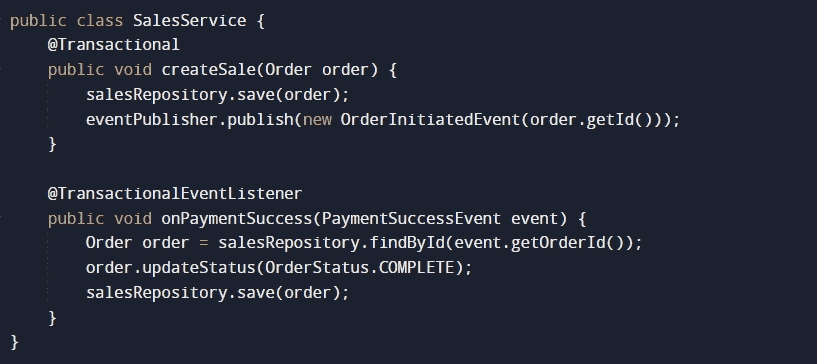 public class SalesService {
    @Transactional
    public void createSale(Order order) {
        salesRepository.save(order);
        eventPublisher.publish(new OrderInitiatedEvent(order.getId()));
    }

    @TransactionalEventListener
    public void onPaymentSuccess(PaymentSuccessEvent event) {
        Order order = salesRepository.findById(event.getOrderId());
        order.updateStatus(OrderStatus.COMPLETE);
        salesRepository.save(order);
    }
}